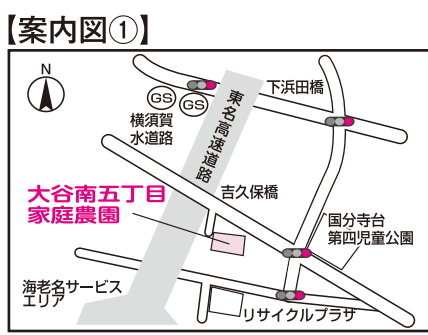 【案内図①】
N
GS
GS
下浜田橋
横須賀
水道路
東名高速道路
吉久保橋
大谷南五丁目
家庭農園
国分寺台
第四児童公園
海老名サービス
エリア
リサイクルプラザ